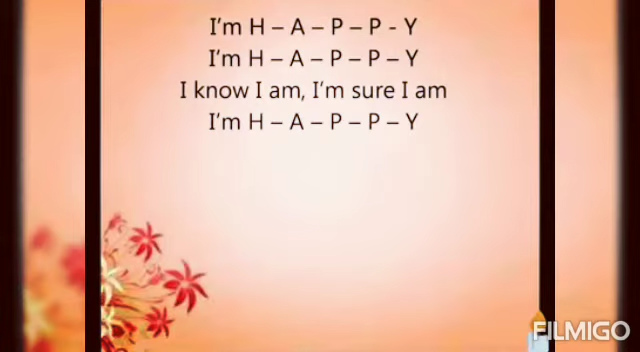 I'm H – A – P – P - Y
I'm H – A – P – P – Y
I know I am, I'm sure I am
I'm H – A – P – P – Y
FILMIGO